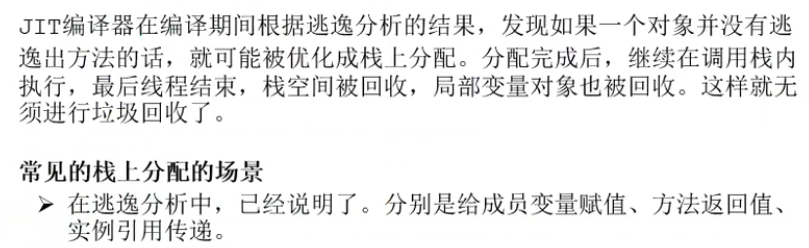 JIT编译器在编译期间根据逃逸分析的结果，发现如果一个对象并没有逃
逸出方法的话，就可能被优化成栈上分配。分配完成后，继续在调用栈内
执行，最后线程结束，栈空间被回收，局部变量对象也被回收。这样就无
须进行垃圾回收了。
常见的栈上分配的场景
➤ 在逃逸分析中，已经说明了。分别是给成员变量赋值、方法返回值、
实例引用传递。